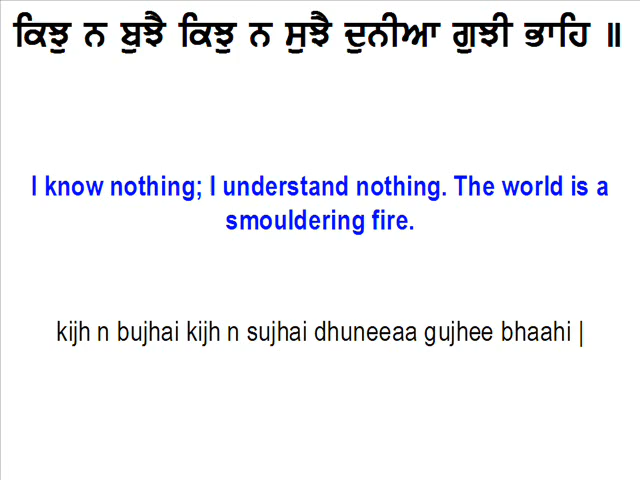 ਕਿਝੁ ਨ ਬੁਝੈ ਕਿਝੁ ਨ ਸੁਝੈ ਦੁਨੀਆ ਗੁਝੀ ਭਾਹਿ ॥
I know nothing; I understand nothing. The world is a
smouldering fire.
kijh n bujhai kijh n sujhai dhuneeaa gujhee bhaahi |